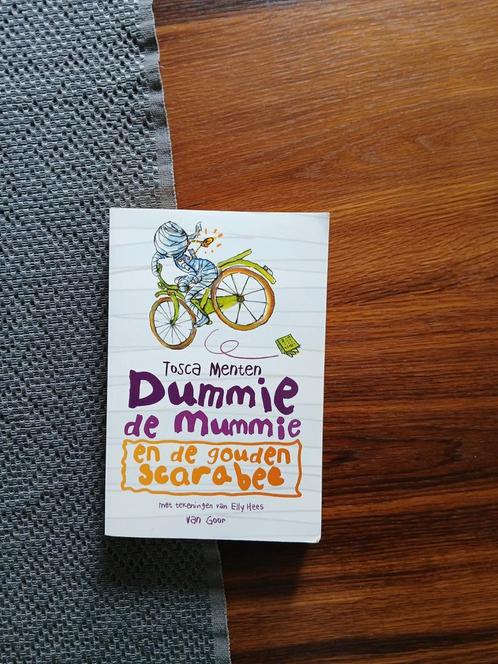 Tosca Menten
Dummie
de Mummie
en de gouden
scarabee
met tekeningen van Elly Hees
van Goor